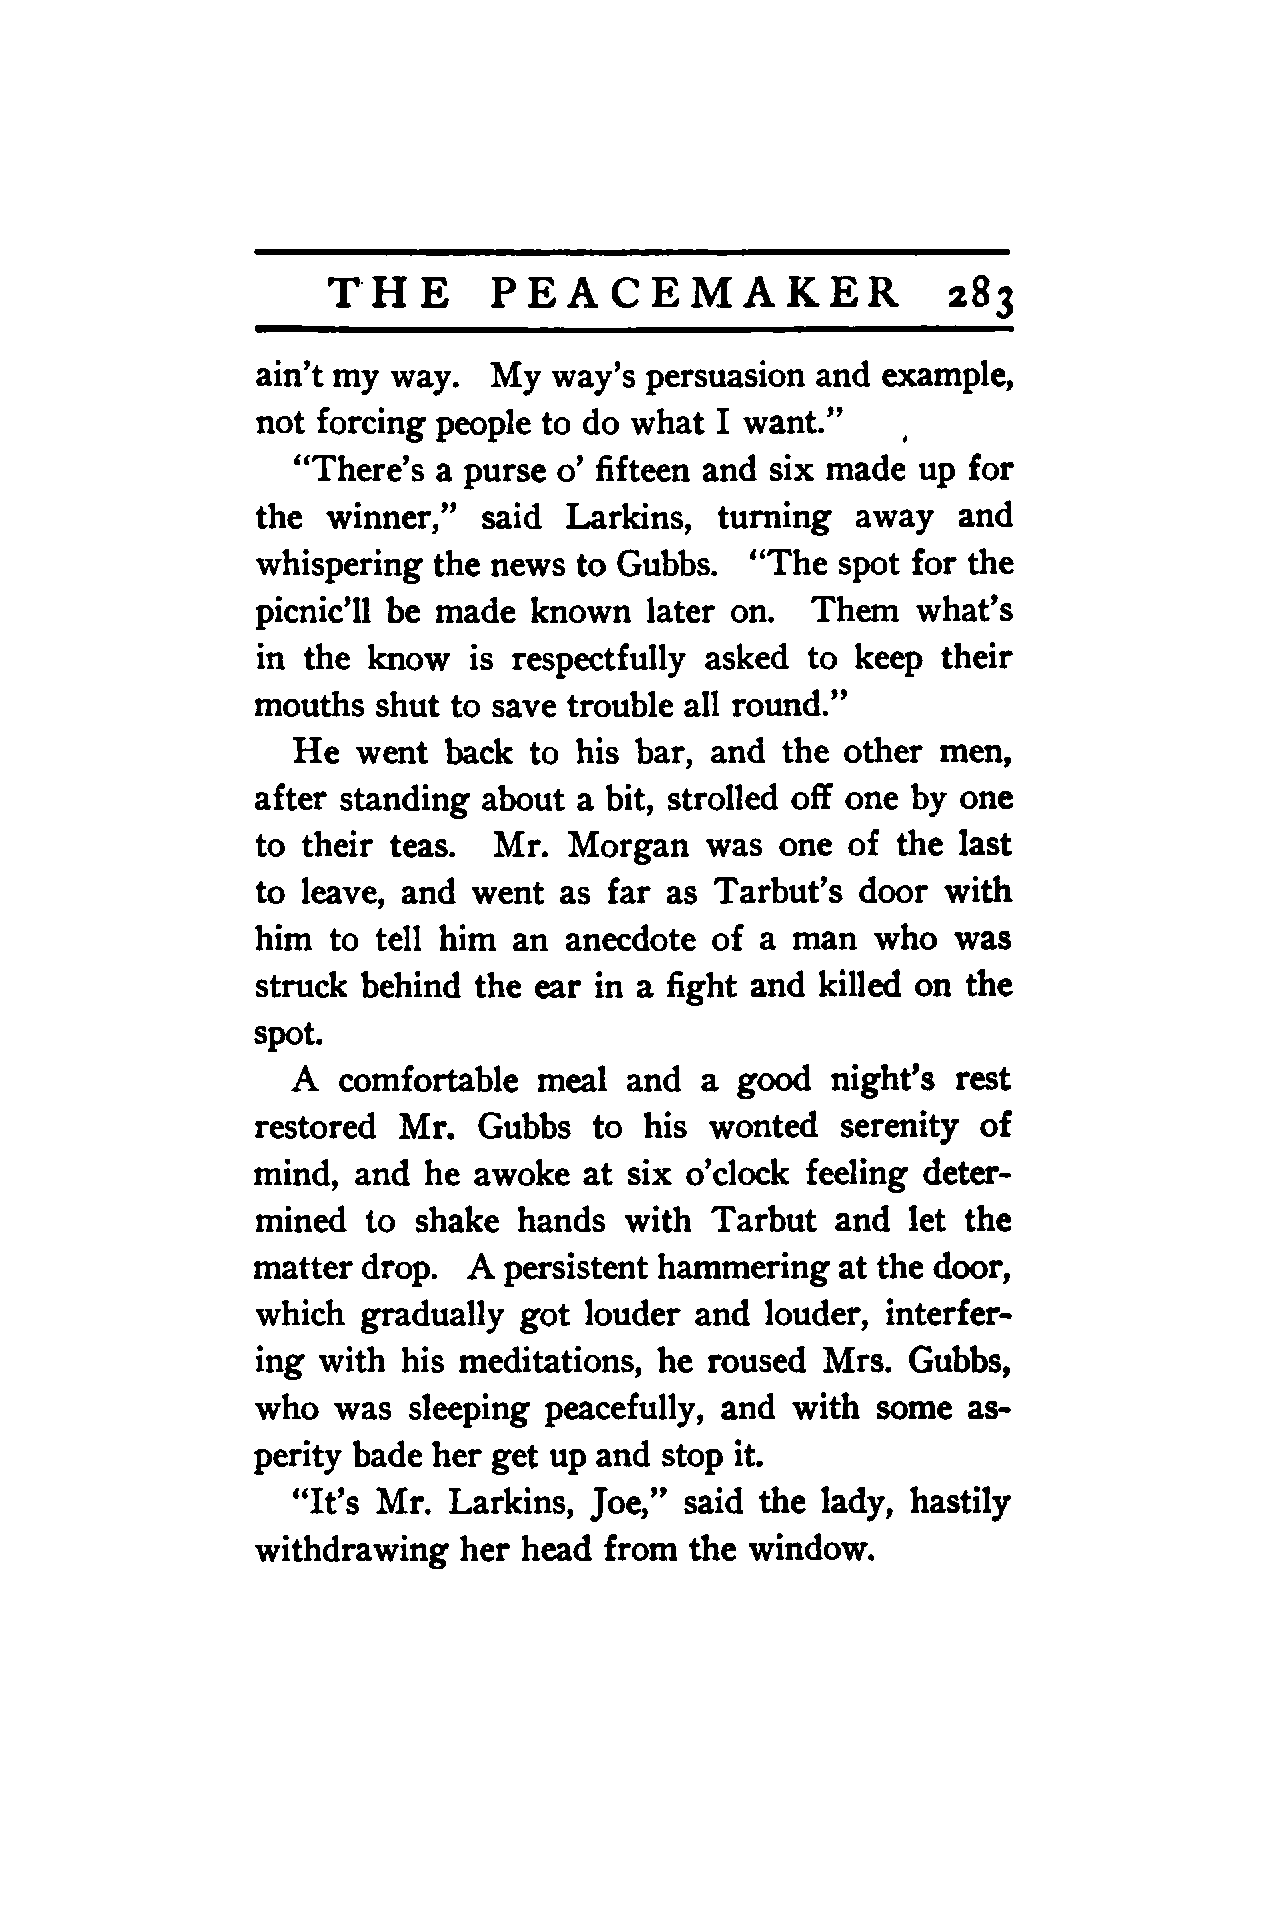 THE PEACEMAKER 283
ain't my way. My way's persuasion and example,
not forcing people to do what I want."
"There's a purse o' fifteen and six made up for
the winner," said Larkins, turning away and
whispering the news to Gubbs. "The spot for the
picnic'll be made known later on. Them what's
in the know is respectfully asked to keep their
mouths shut to save trouble all round."
He went back to his bar, and the other men,
after standing about a bit, strolled off one by one
to their teas. Mr. Morgan was one of the last
to leave, and went as far as Tarbut's door with
him to tell him an anecdote of a man who was
struck behind the ear in a fight and killed on the
spot.
A comfortable meal and a good night's rest
restored Mr. Gubbs to his wonted serenity of
mind, and he awoke at six o'clock feeling deter-
mined to shake hands with Tarbut and let the
matter drop. A persistent hammering at the door,
which gradually got louder and louder, interfer-
ing with his meditations, he roused Mrs. Gubbs,
who was sleeping peacefully, and with some as-
perity bade her get up and stop it.
"It's Mr. Larkins, Joe," said the lady, hastily
withdrawing her head from the window.